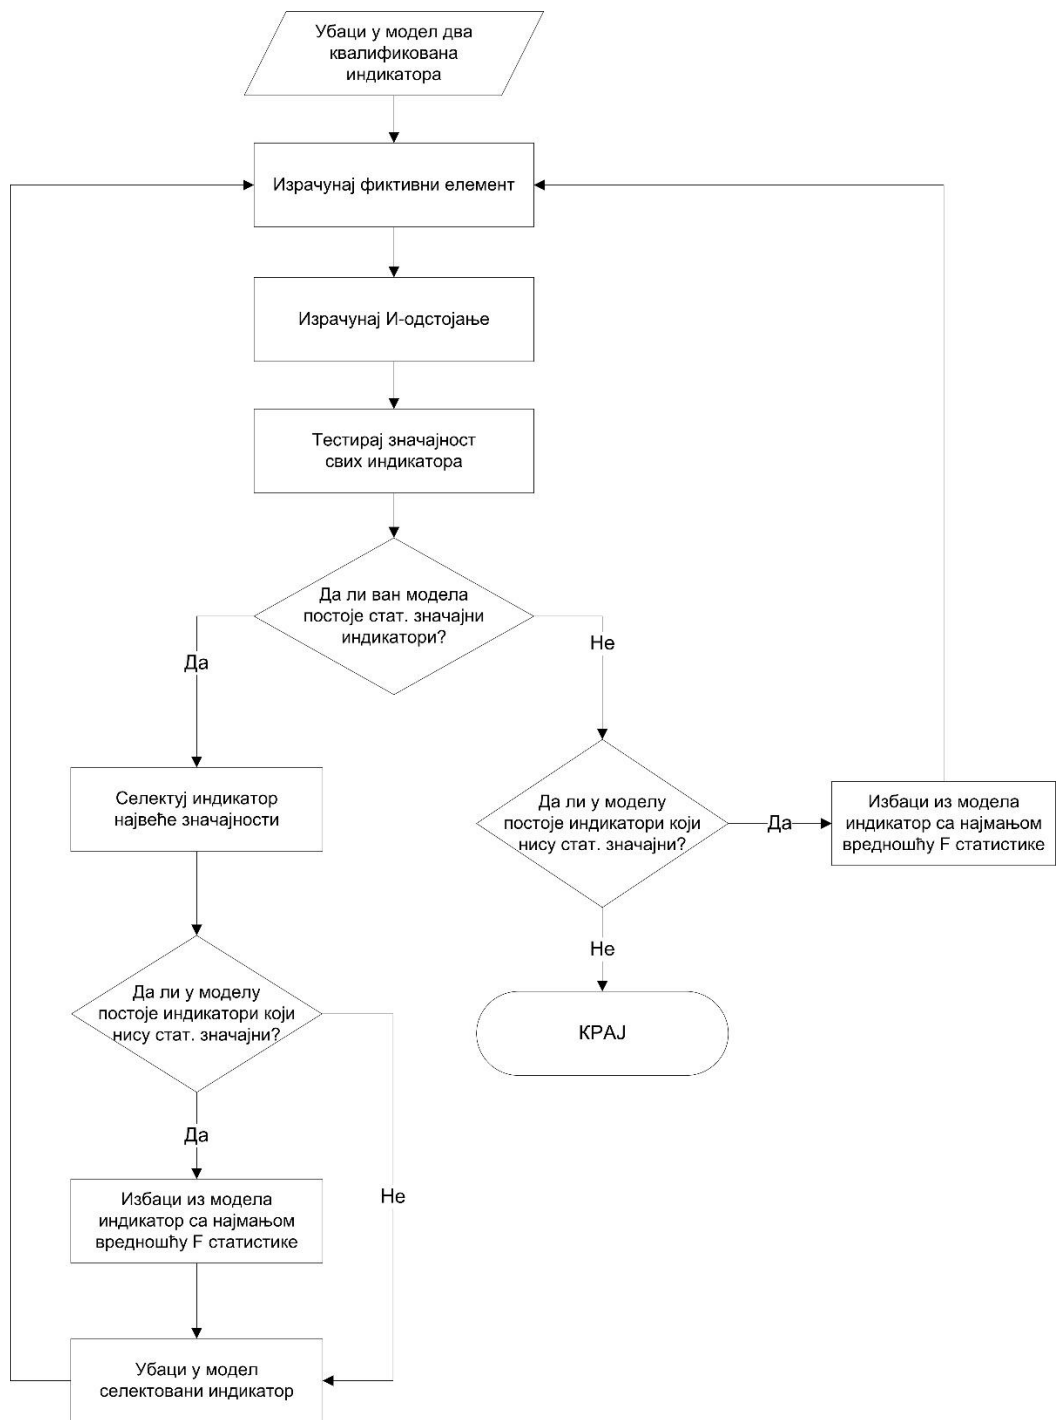 Убаци у модел два
квалификована
индикатора
Израчунај фиктивни елемент
Израчунај И-одстојање
Тестирај значајност
свих индикатора
Да ли ван модела
постоје стат. значајни
индикатори?
Да
Не
Селектуј индикатор
највеће значајности
Да ли у моделу
постоје индикатори који
нису стат. значајни?
Да
Избаци из модела
индикатор са најмањом
вредношћу F статистике
Не
КРАЈ
Да ли у моделу
постоје индикатори који
нису стат. значајни?
Да
Не
Избаци из модела
индикатор са најмањом
вредношћу F статистике
Убаци у модел
селектовани индикатор